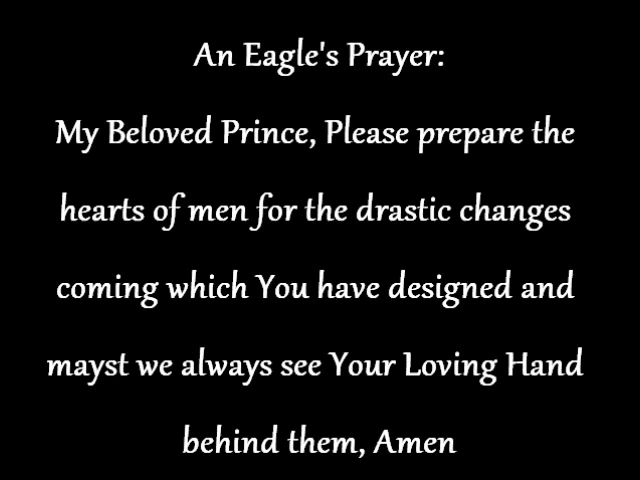 An Eagle's Prayer:
My Beloved Prince, Please prepare the
hearts of men for the drastic changes
coming which You have designed and
mayst we always see Your Loving Hand
behind them, Amen